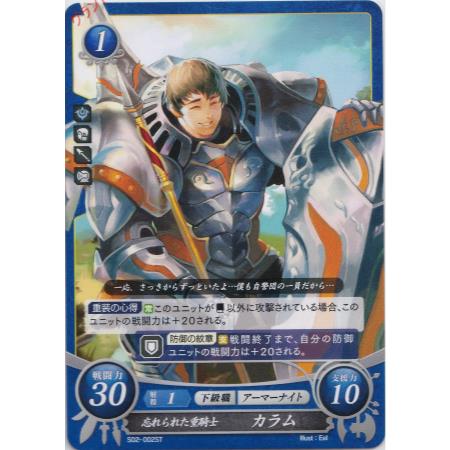 1
一応、さっきからずっといたよ…僕も自警団の一員だから…
重装の心得 常 このユニットが 以外に攻撃されている場合、この
ユニットの戦闘力は+20される。
防御の紋章 支 戦闘終了まで、自分の防御
ユニットの戦闘力は+20される。
戦闘力
30
射程 1
下級職
アーマーナイト
支援力
10
忘れられた重騎士 カラム
S02-002ST
Illust : Exi